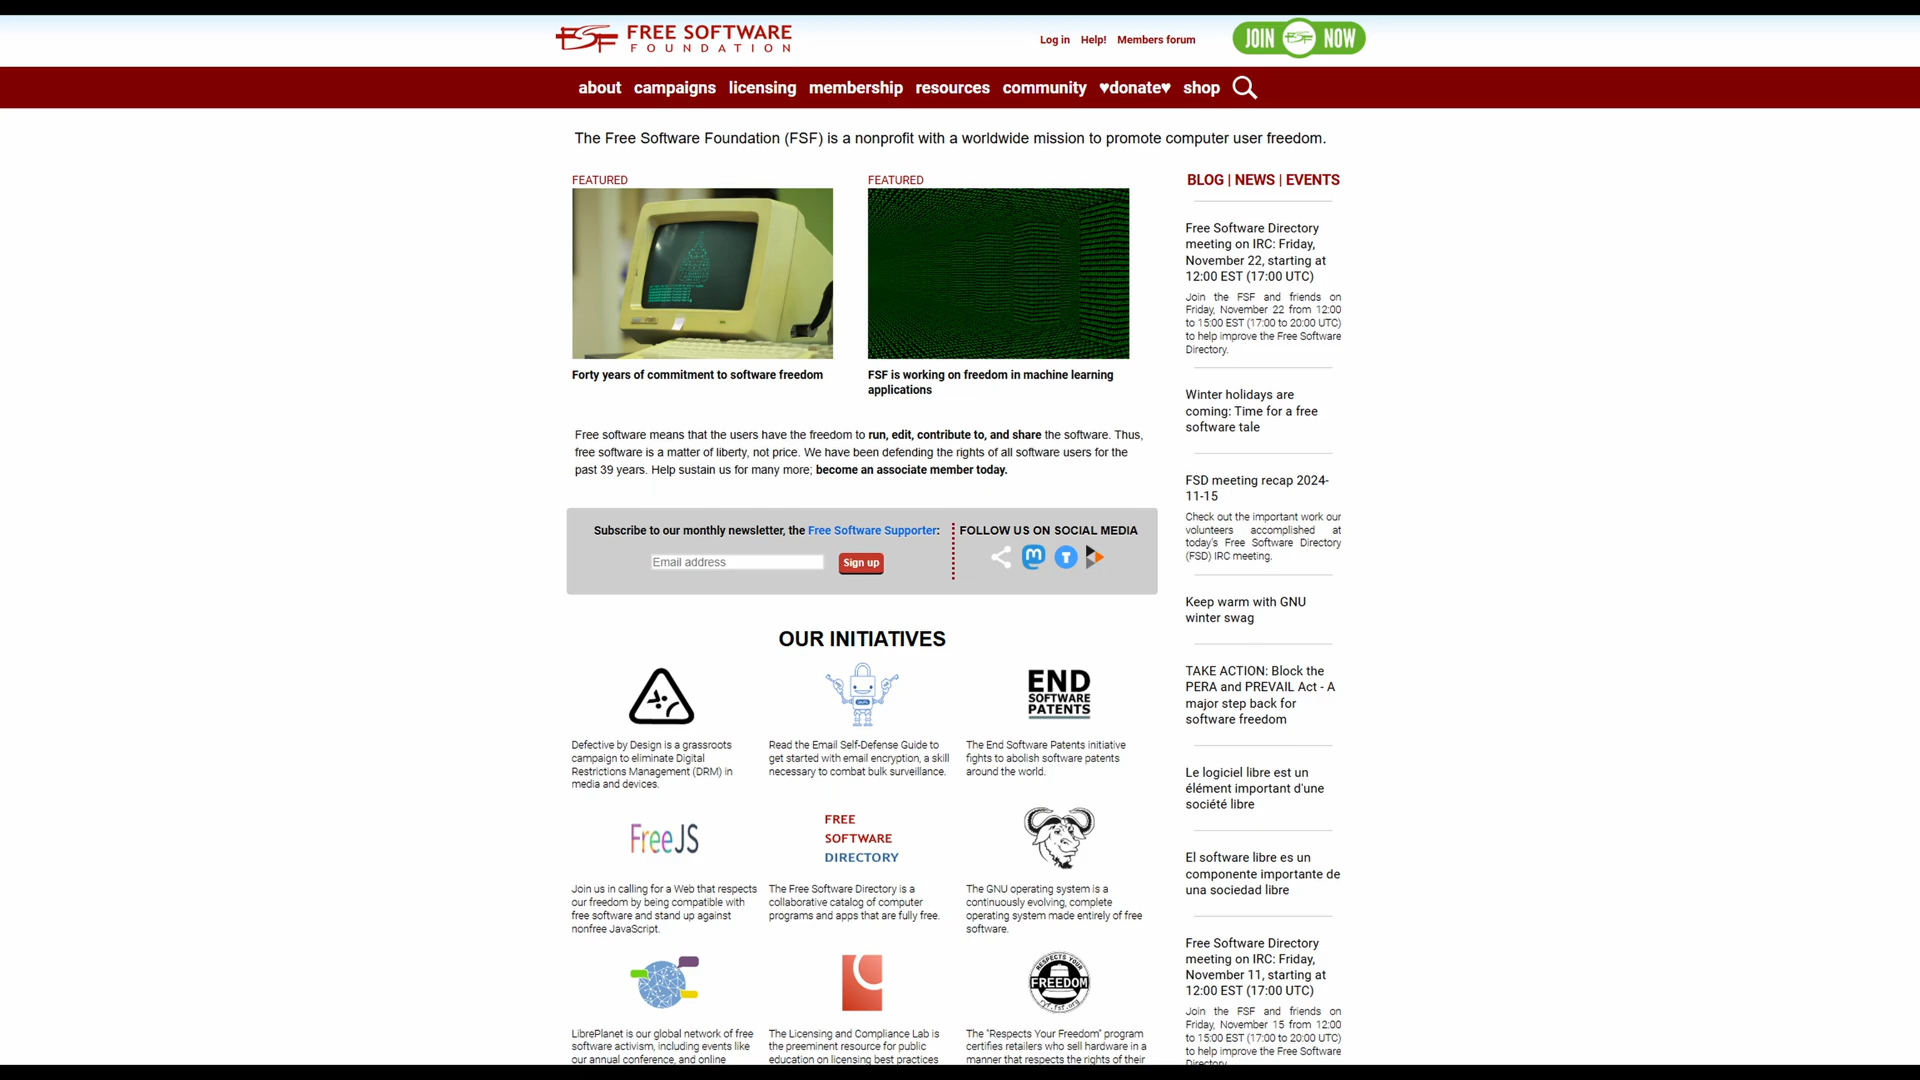 FREE SOFTWARE
FOUNDATION
Log in
Help!
Members forum
JOIN NOW
about
campaigns
licensing
membership
resources
community
♥donate♥
shop
The Free Software Foundation (FSF) is a nonprofit with a worldwide mission to promote computer user freedom.
FEATURED
Forty years of commitment to software freedom
FEATURED
FSF is working on freedom in machine learning
applications
Free software means that the users have the freedom to run, edit, contribute to, and share the software. Thus,
free software is a matter of liberty, not price. We have been defending the rights of all software users for the
past 39 years. Help sustain us for many more; become an associate member today.
Subscribe to our monthly newsletter, the Free Software Supporter:
Email address
Sign up
FOLLOW US ON SOCIAL MEDIA
OUR INITIATIVES
Defective by Design is a grassroots
campaign to eliminate Digital
Restrictions Management (DRM) in
media and devices.
Read the Email Self-Defense Guide to
get started with email encryption, a skill
necessary to combat bulk surveillance.
END
SOFTWARE
PATENTS
The End Software Patents initiative
fights to abolish software patents
around the world.
FreeJS
Join us in calling for a Web that respects
our freedom by being compatible with
free software and stand up against
nonfree JavaScript.
FREE
SOFTWARE
DIRECTORY
The Free Software Directory is a
collaborative catalog of computer
programs and apps that are fully free.
The GNU operating system is a
continuously evolving, complete
operating system made entirely of free
software.
LibrePlanet is our global network of free
software activism, including events like
our annual conference, and online
The Licensing and Compliance Lab is
the preeminent resource for public
education on licensing best practices
RESPECTS YOUR
FREEDOM
ryf.fsf.org
The "Respects Your Freedom" program
certifies retailers who sell hardware in a
manner that respects the rights of their
BLOG | NEWS | EVENTS
Free Software Directory
meeting on IRC: Friday,
November 22, starting at
12:00 EST (17:00 UTC)
Join the FSF and friends on
Friday, November 22 from 12:00
to 15:00 EST (17:00 to 20:00 UTC)
to help improve the Free Software
Directory.
Winter holidays are
coming: Time for a free
software tale
FSD meeting recap 2024-
11-15
Check out the important work our
volunteers accomplished at
today's Free Software Directory
(FSD) IRC meeting.
Keep warm with GNU
winter swag
TAKE ACTION: Block the
PERA and PREVAIL Act - A
major step back for
software freedom
Le logiciel libre est un
élément important d'une
société libre
El software libre es un
componente importante de
una sociedad libre
Free Software Directory
meeting on IRC: Friday,
November 11, starting at
12:00 EST (17:00 UTC)
Join the FSF and friends on
Friday, November 15 from 12:00
to 15:00 EST (17:00 to 20:00 UTC)
to help improve the Free Software
Directory.